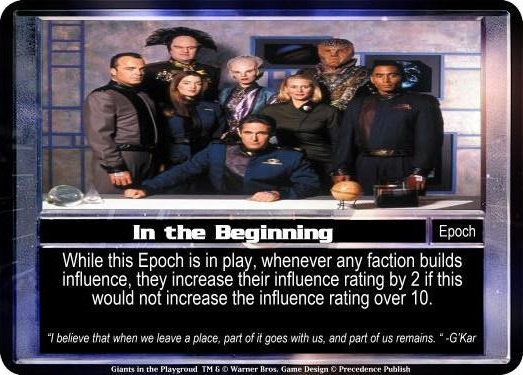 In the Beginning
Epoch
While this Epoch is in play, whenever any faction builds
influence, they increase their influence rating by 2 if this
would not increase the influence rating over 10.
"I believe that when we leave a place, part of it goes with us, and part of us remains. “ -G'Kar
Giants in the Playgroud TM & © Warner Bros. Game Design © Precedence Publish